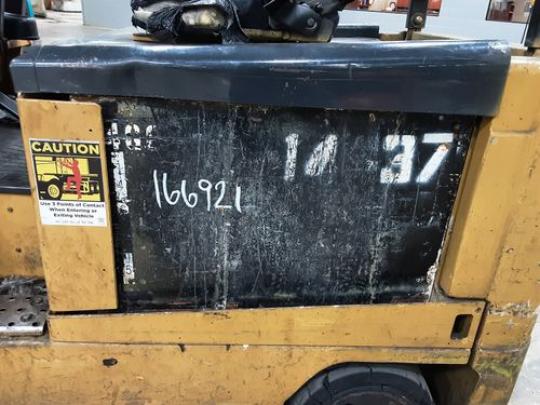 CAUTION
Use 3 Points of Contact
When Entering or
Exiting Vehicle
166921
14 37